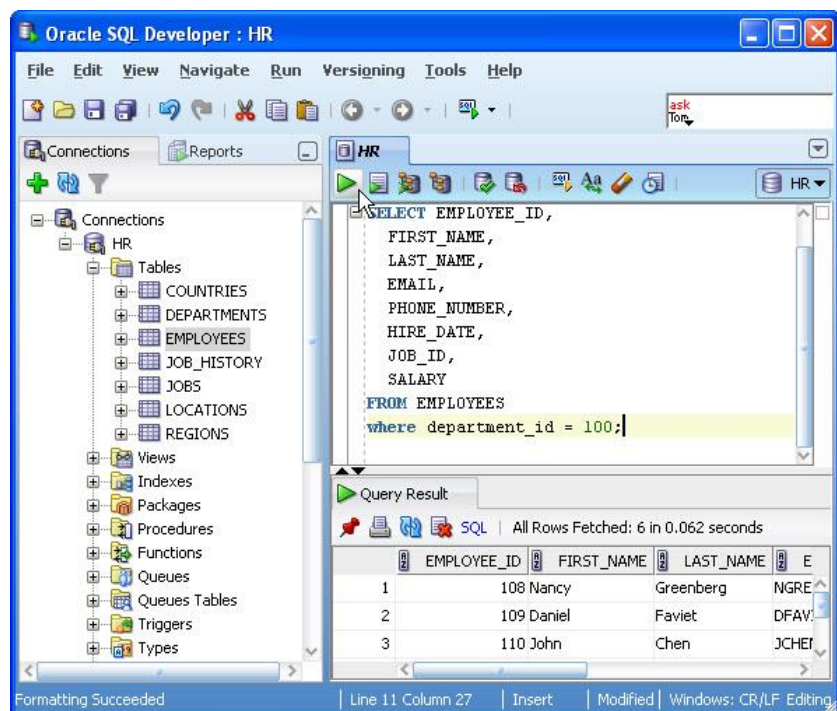 Oracle SQL Developer : HR
File Edit View Navigate Run Versioning Tools Help
ask
Tom
Connections Reports
HR
HR
Connections
HR
Tables
COUNTRIES
DEPARTMENTS
EMPLOYEES
JOB_HISTORY
JOBS
LOCATIONS
REGIONS
Views
Indexes
Packages
Procedures
Functions
Queues
Queues Tables
Triggers
Types
SELECT EMPLOYEE_ID,
FIRST_NAME,
LAST_NAME,
EMAIL,
PHONE_NUMBER,
HIRE_DATE,
JOB_ID,
SALARY
FROM EMPLOYEES
where department_id = 100;
Query Result
SQL All Rows Fetched: 6 in 0.062 seconds
EMPLOYEE_ID FIRST_NAME LAST_NAME E
1 108 Nancy Greenberg NGRE
2 109 Daniel Faviet DFAV
3 110 John Chen JCHE
Formatting Succeeded Line 11 Column 27 Insert Modified Windows: CR/LF Editing